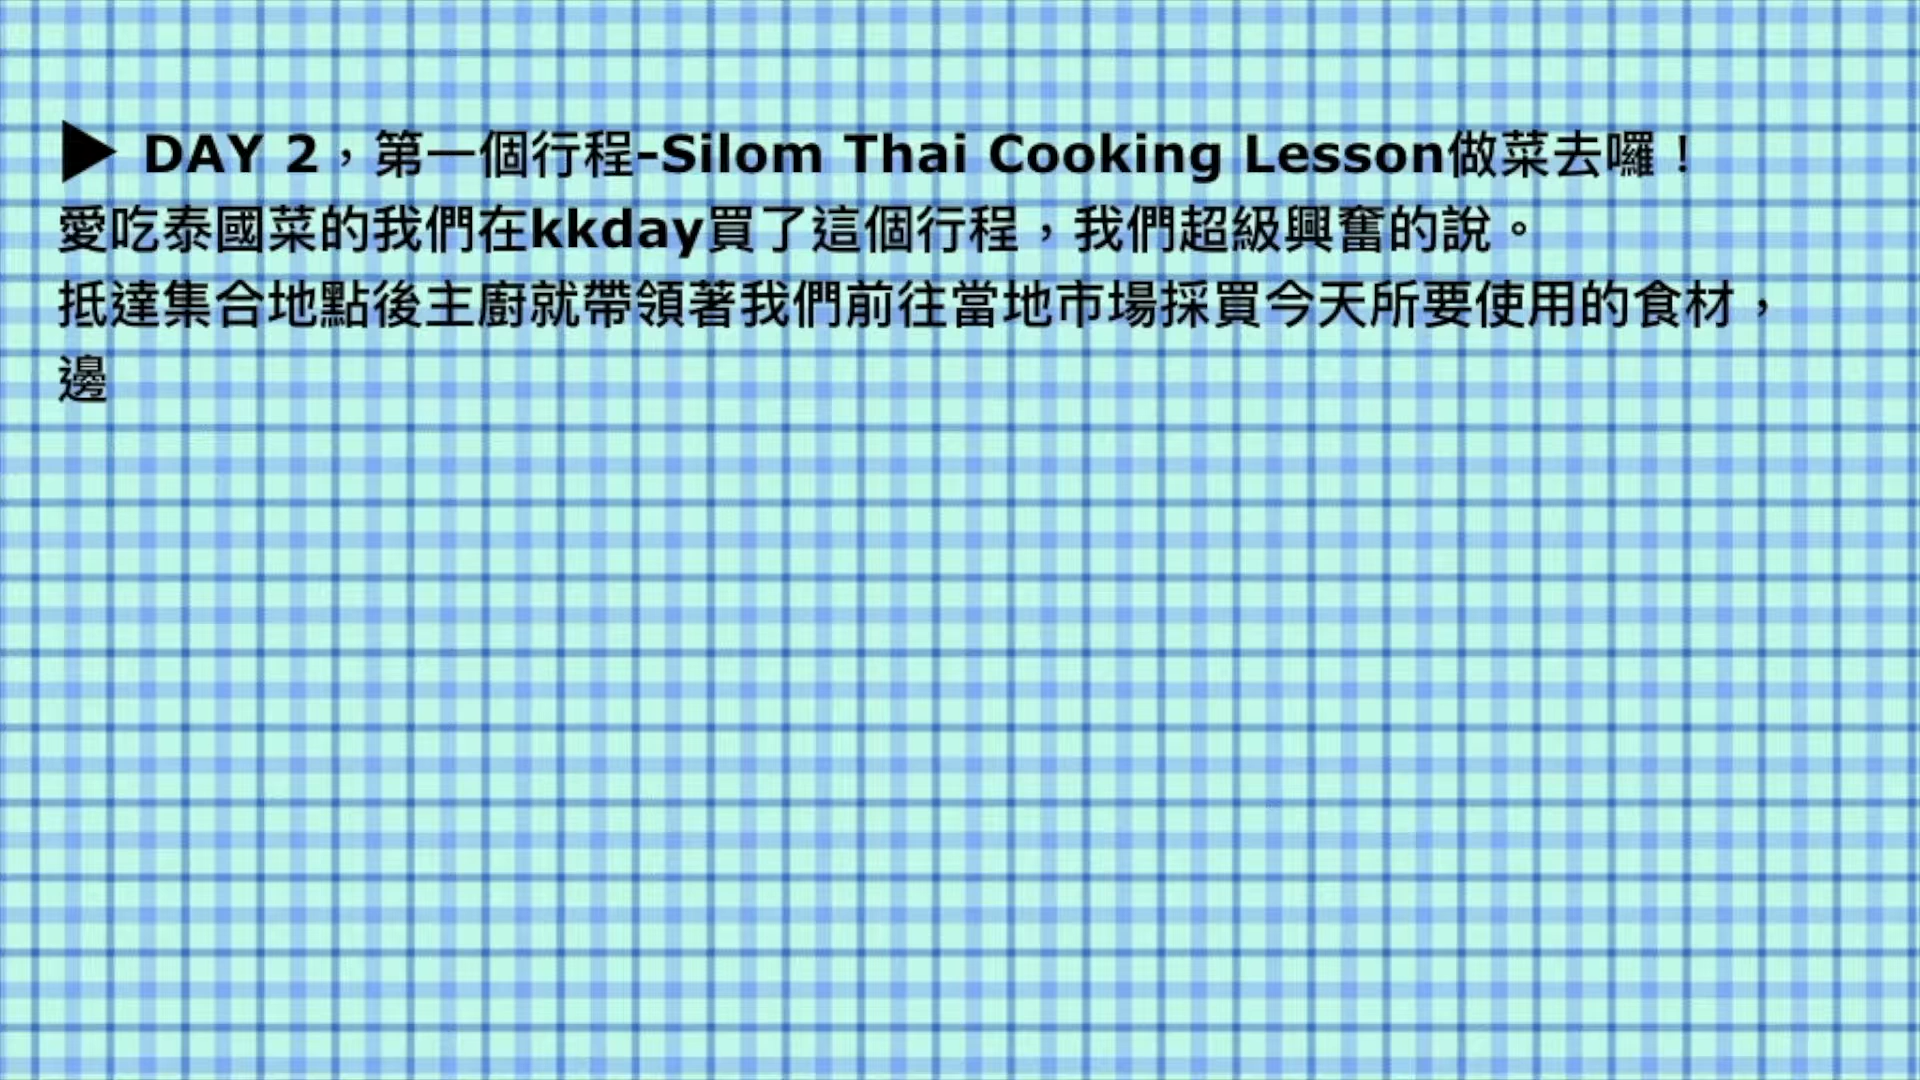 ▶ DAY 2，第一個行程-Silom Thai Cooking Lesson做菜去囉！
愛吃泰國菜的我們在kkday買了這個行程，我們超級興奮的說。
抵達集合地點後主廚就帶領著我們前往當地市場採買今天所要使用的食材，
邊